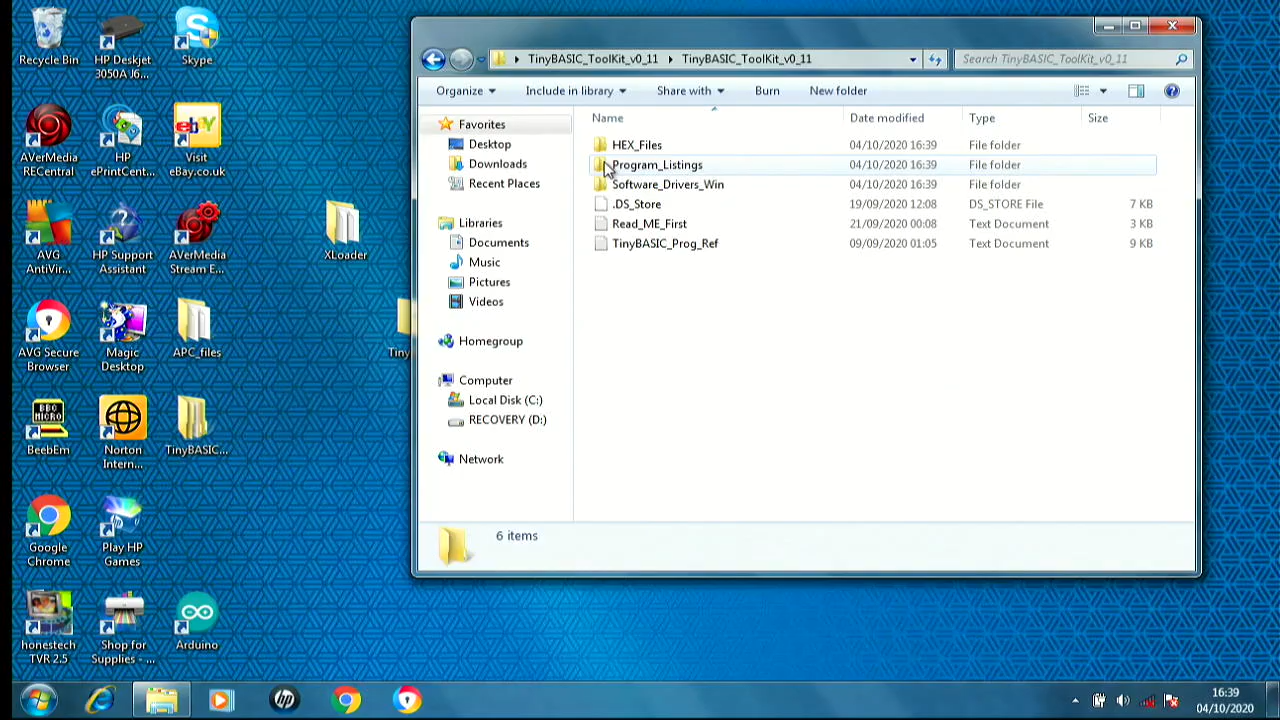 Recycle Bin
HP Deskjet
3050A J6...
Skype
AVerMedia
RECentral
HP
ePrintCent...
ebY
Visit
eBay.co.uk
AVG
AntiVir...
HP Support
Assistant
AVerMedia
Stream E...
XLoader
AVG Secure
Browser
Magic
Desktop
APC_files
Tiny
BBC
MICRO
BeebEm
Norton
Intern...
TinyBASIC...
Google
Chrome
Play HP
Games
honestech
TVR 2.5
Shop for
Supplies - ...
Arduino
TinyBASIC_ToolKit_v0_11
TinyBASIC_ToolKit_v0_11
Search TinyBASIC_ToolKit_v0_11
Organize
Include in library
Share with
Burn
New folder
Favorites
Desktop
Downloads
Recent Places
Libraries
Documents
Music
Pictures
Videos
Homegroup
Computer
Local Disk (C:)
RECOVERY (D:)
Network
Name Date modified Type Size
HEX_Files 04/10/2020 16:39 File folder
Program_Listings 04/10/2020 16:39 File folder
Software_Drivers_Win 04/10/2020 16:39 File folder
.DS_Store 19/09/2020 12:08 DS_STORE File 7 KB
Read_ME_First 21/09/2020 00:08 Text Document 3 KB
TinyBASIC_Prog_Ref 09/09/2020 01:05 Text Document 9 KB
6 items
hp
16:39
04/10/2020